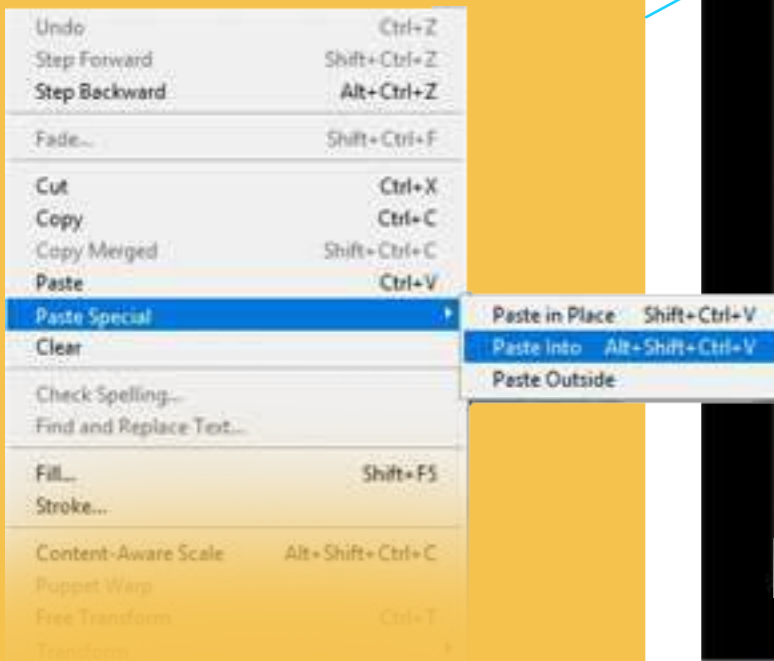 Undo Ctrl+Z
Step Forward Shift+Ctrl+Z
Step Backward Alt+Ctrl+Z
Fade... Shift+Ctrl+F
Cut Ctrl+X
Copy Ctrl+C
Copy Merged Shift+Ctrl+C
Paste Ctrl+V
Paste Special
Paste in Place Shift+Ctrl+V
Clear
Paste Into Alt+Shift+Ctrl+V
Paste Outside
Check Spelling...
Find and Replace Text...
Fill... Shift+F5
Stroke...
Content-Aware Scale Alt+Shift+Ctrl+C
Puppet Warp
Free Transform Ctrl+T
Transform